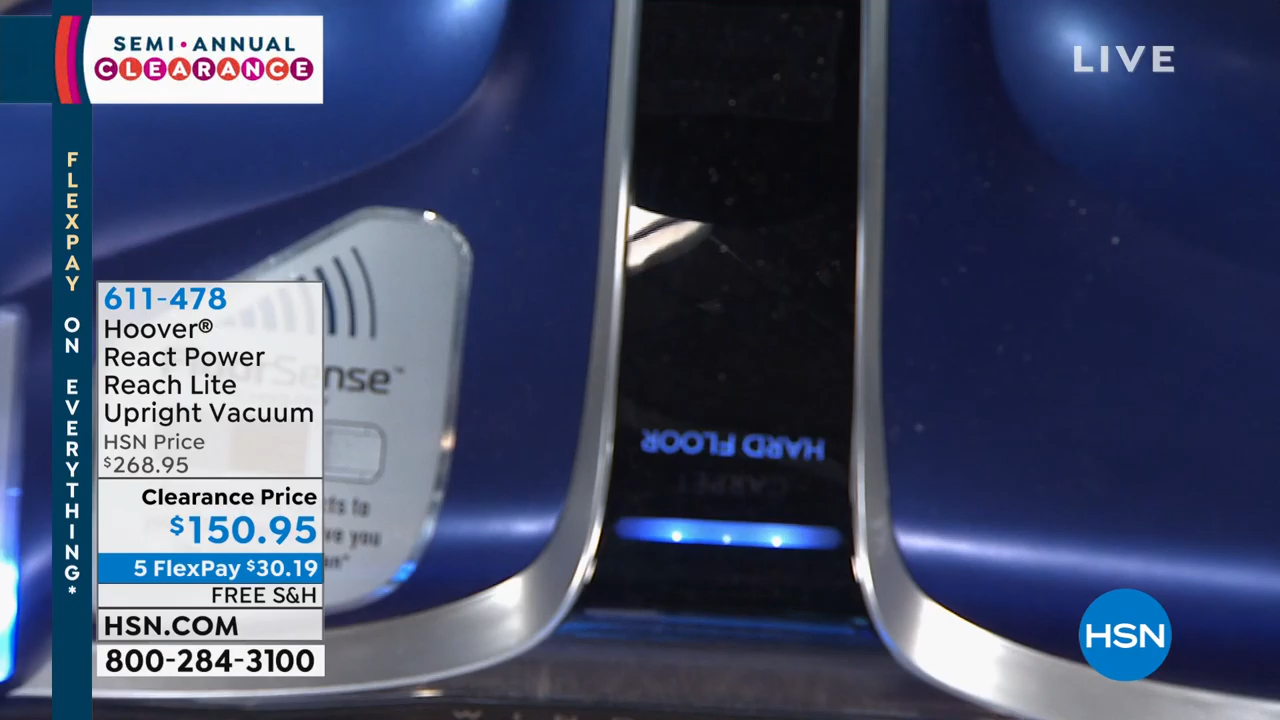 SEMI•ANNUAL
CLEARANCE
LIVE
FLEXPAY ON EVERYTHING*
611-478
Hoover®
React Power
Reach Lite
Upright Vacuum
HSN Price
$268.95
Clearance Price
$150.95
5 FlexPay $30.19
FREE S&H
HSN.COM
800-284-3100
HARD FLOOR
CARPET
HSN